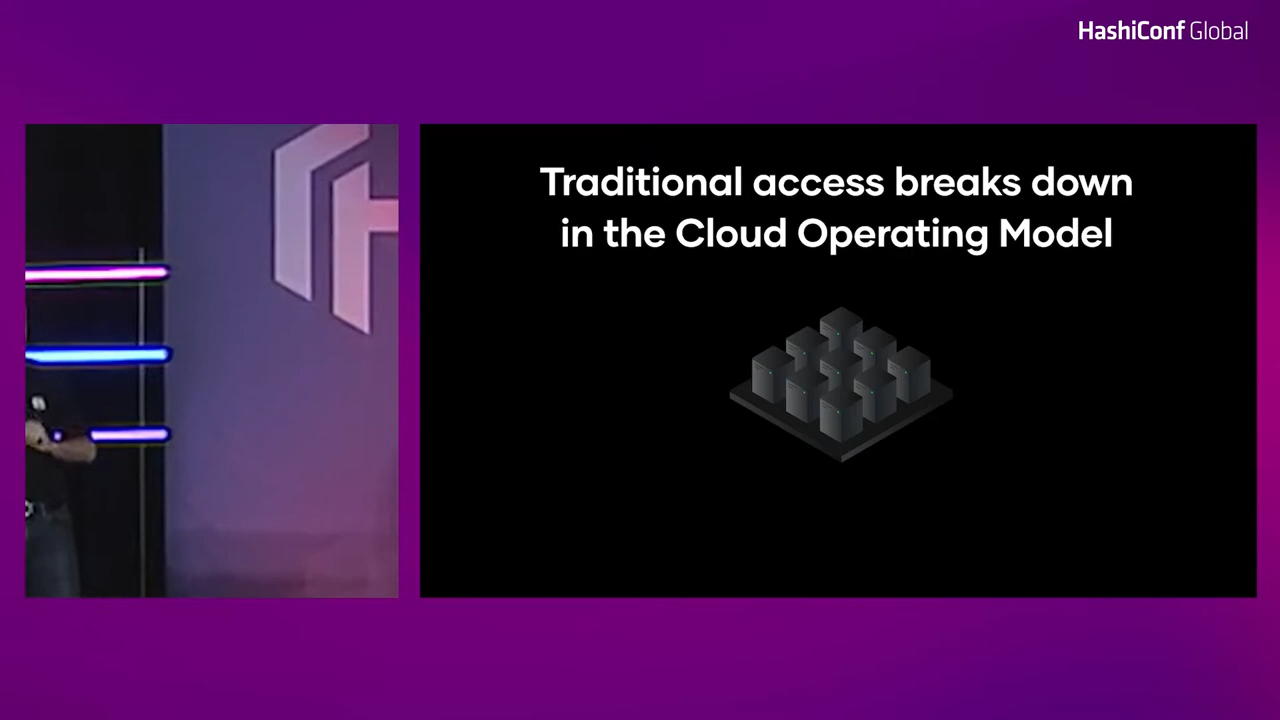 HashiConf Global
Traditional access breaks down
in the Cloud Operating Model